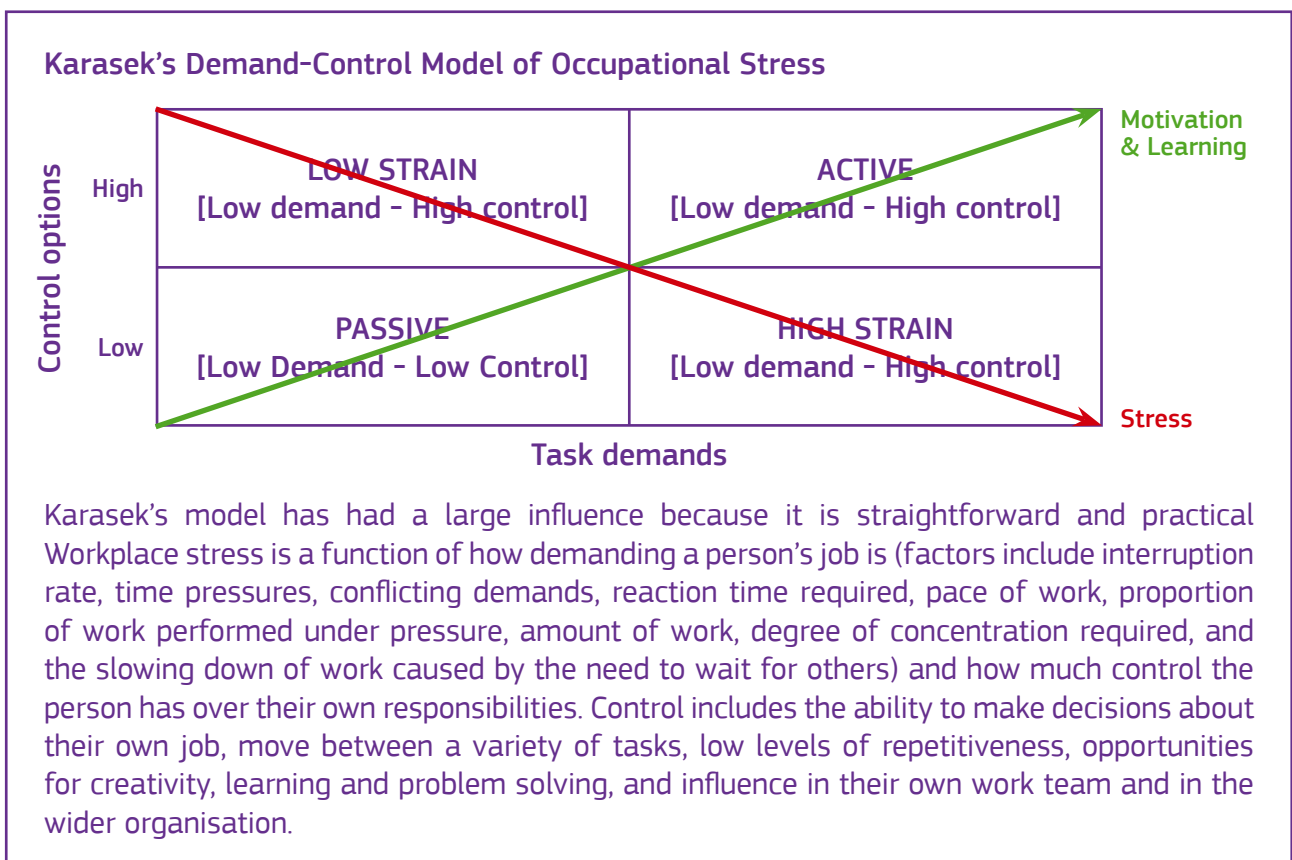 Karasek's Demand-Control Model of Occupational Stress
Control options
High
Low
LOW STRAIN
[Low demand - High control]
ACTIVE
[Low demand - High control]
Motivation
& Learning
PASSIVE
[Low Demand - Low Control]
HIGH STRAIN
[Low demand - High control]
Stress
Task demands
Karasek's model has had a large influence because it is straightforward and practical
Workplace stress is a function of how demanding a person's job is (factors include interruption
rate, time pressures, conflicting demands, reaction time required, pace of work, proportion
of work performed under pressure, amount of work, degree of concentration required, and
the slowing down of work caused by the need to wait for others) and how much control the
person has over their own responsibilities. Control includes the ability to make decisions about
their own job, move between a variety of tasks, low levels of repetitiveness, opportunities
for creativity, learning and problem solving, and influence in their own work team and in the
wider organisation.